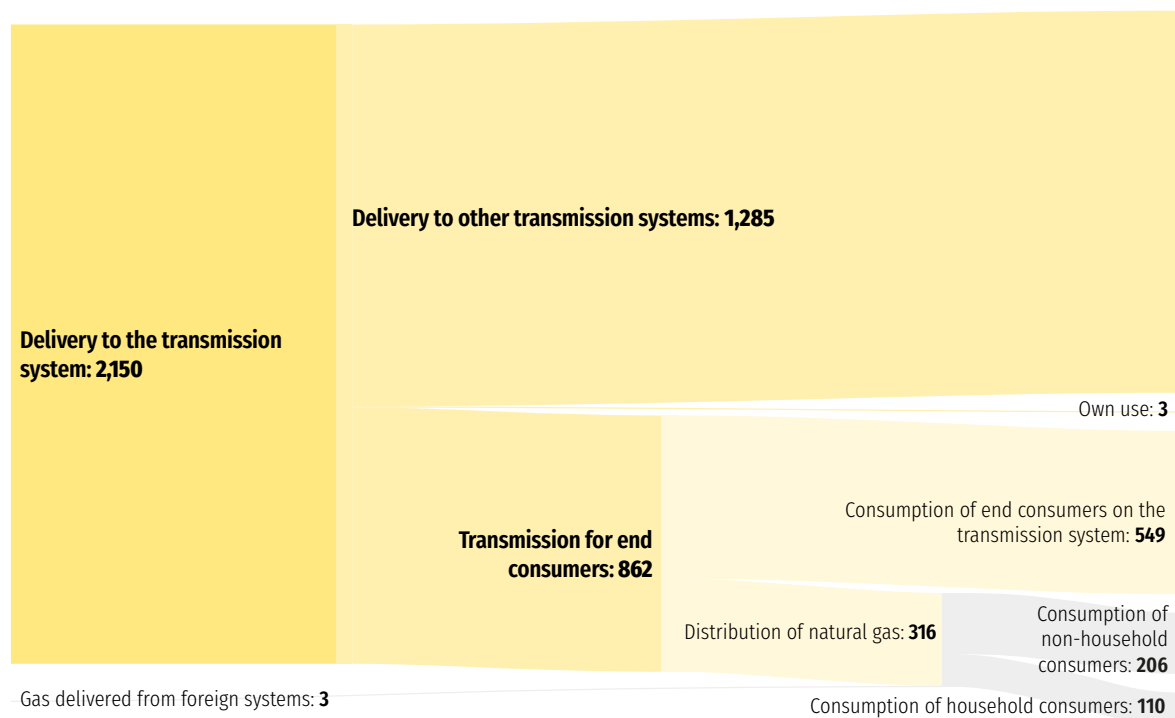 Delivery to other transmission systems: 1,285
Delivery to the transmission
system: 2,150
Own use: 3
Consumption of end consumers on the
transmission system: 549
Transmission for end
consumers: 862
Distribution of natural gas: 316
Consumption of
non-household
consumers: 206
Gas delivered from foreign systems: 3
Consumption of household consumers: 110